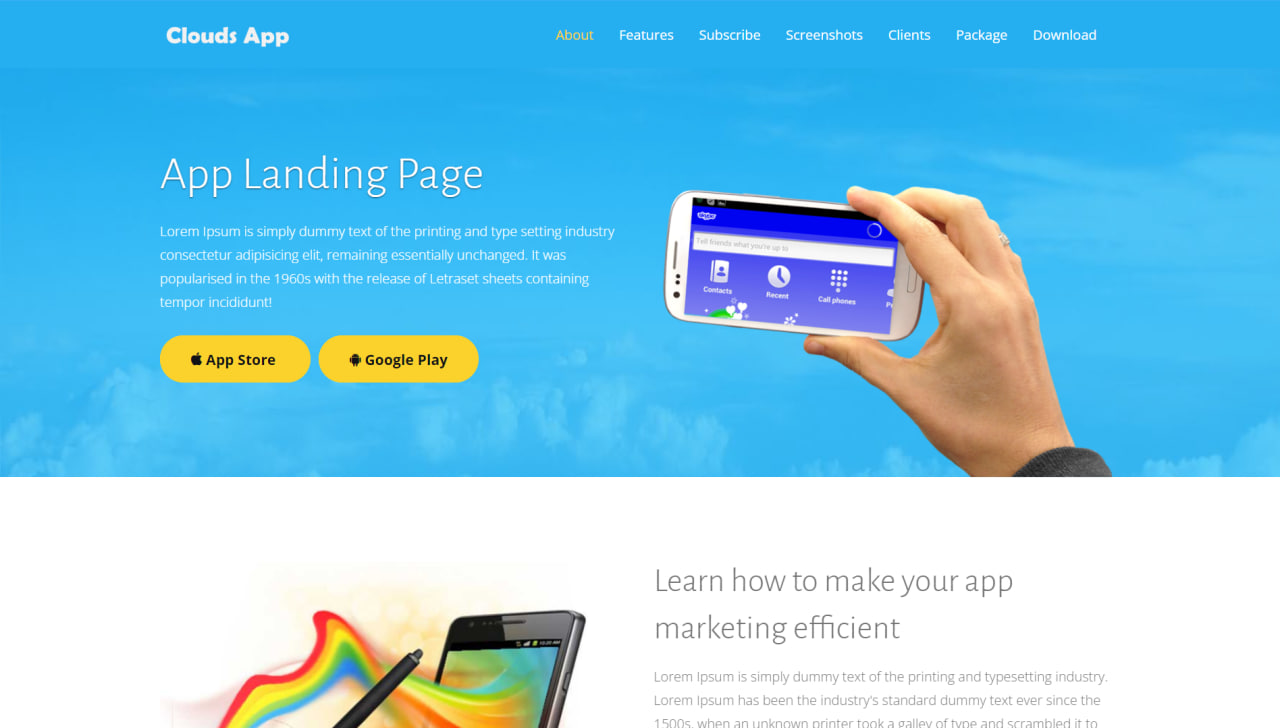 Clouds App
About Features Subscribe Screenshots Clients Package Download
App Landing Page
Lorem Ipsum is simply dummy text of the printing and type setting industry
consectetur adipisicing elit, remaining essentially unchanged. It was
popularised in the 1960s with the release of Letraset sheets containing
tempor incididunt!
App Store Google Play
skype
Tell friends what you're up to
Contacts Recent Call phones
Learn how to make your app
marketing efficient
10:20 AM
Lorem Ipsum is simply dummy text of the printing and typesetting industry.
Lorem Ipsum has been the industry's standard dummy text ever since the
1500s, when an unknown printer took a galley of type and scrambled it to